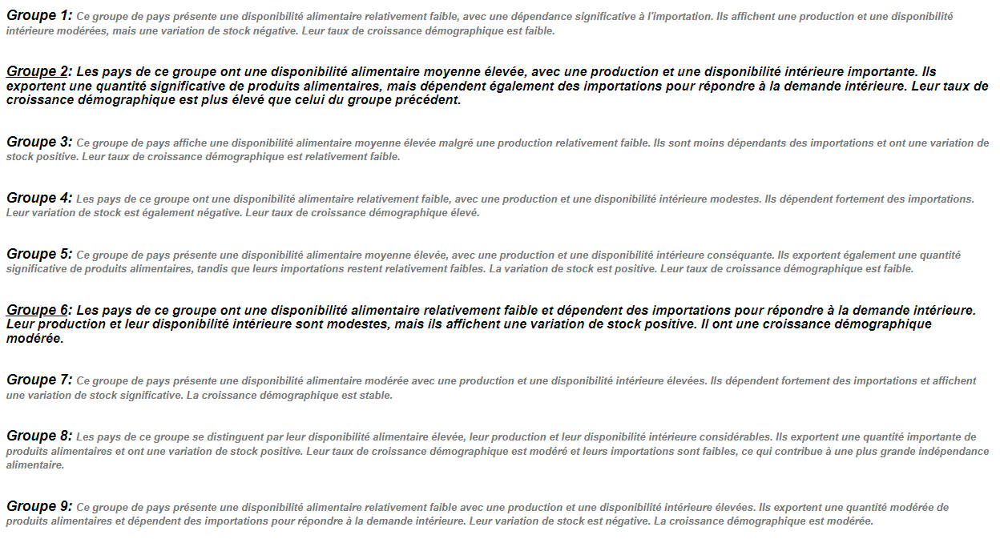 Groupe 1: Ce groupe de pays présente une disponibilité alimentaire relativement faible, avec une dépendance significative à l'importation. Ils affichent une production et une disponibilité
intérieure modérées, mais une variation de stock négative. Leur taux de croissance démographique est faible.
Groupe 2: Les pays de ce groupe ont une disponibilité alimentaire moyenne élevée, avec une production et une disponibilité intérieure importante. Ils
exportent une quantité significative de produits alimentaires, mais dépendent également des importations pour répondre à la demande intérieure. Leur taux de
croissance démographique est plus élevé que celui du groupe précédent.
Groupe 3: Ce groupe de pays affiche une disponibilité alimentaire moyenne élevée malgré une production relativement faible. Ils sont moins dépendants des importations et ont une variation de
stock positive. Leur taux de croissance démographique est relativement faible.
Groupe 4: Les pays de ce groupe ont une disponibilité alimentaire relativement faible, avec une production et une disponibilité intérieure modestes. Ils dépendent fortement des importations.
Leur variation de stock est également négative. Leur taux de croissance démographique élevé.
Groupe 5: Ce groupe de pays présente une disponibilité alimentaire moyenne élevée, avec une production et une disponibilité intérieure conséquante. Ils exportent également une quantité
significative de produits alimentaires, tandis que leurs importations restent relativement faibles. La variation de stock est positive. Leur taux de croissance démographique est faible.
Groupe 6: Les pays de ce groupe ont une disponibilité alimentaire relativement faible et dépendent des importations pour répondre à la demande intérieure.
Leur production et leur disponibilité intérieure sont modestes, mais ils affichent une variation de stock positive. Il ont une croissance démographique
modérée.
Groupe 7: Ce groupe de pays présente une disponibilité alimentaire modérée avec une production et une disponibilité intérieure élevées. Ils dépendent fortement des importations et affichent
une variation de stock significative. La croissance démographique est stable.
Groupe 8: Les pays de ce groupe se distinguent par leur disponibilité alimentaire élevée, leur production et leur disponibilité intérieure considérables. Ils exportent une quantité importante de
produits alimentaires et ont une variation de stock positive. Leur taux de croissance démographique est modéré et leurs importations sont faibles, ce qui contribue à une plus grande indépendance
alimentaire.
Groupe 9: Ce groupe de pays présente une disponibilité alimentaire relativement faible avec une production et une disponibilité intérieure élevées. Ils exportent une quantité modérée de
produits alimentaires et dépendent des importations pour répondre à la demande intérieure. Leur variation de stock est négative. La croissance démographique est modérée.